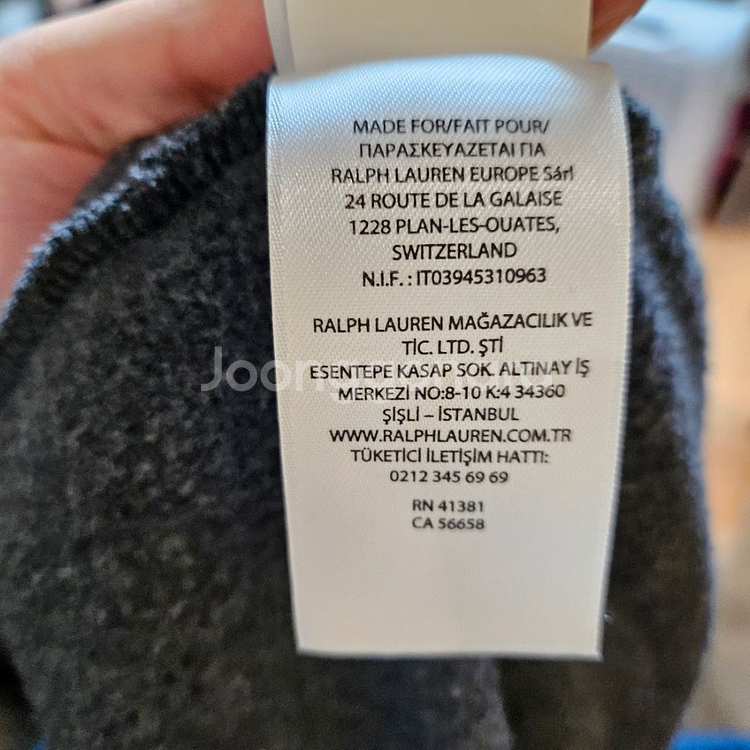 MADE FOR/FAIT POUR/
ΠΑΡΑΣΚΕΥΑΖΕΤΑΙ ΓΙΑ
RALPH LAUREN EUROPE Sárl
24 ROUTE DE LA GALAISE
1228 PLAN-LES-OUATES,
SWITZERLAND
N.I.F. : IT03945310963
RALPH LAUREN MAĞAZACILIK VE
TİC. LTD. ŞTİ
ESENTEPE KASAP SOK. ALTINAY İŞ
MERKEZİ NO:8-10 K:4 34360
ŞİŞLİ – İSTANBUL
WWW.RALPHLAUREN.COM.TR
TÜKETİCİ İLETİŞİM HATTI:
0212 345 69 69
RN 41381
CA 56658